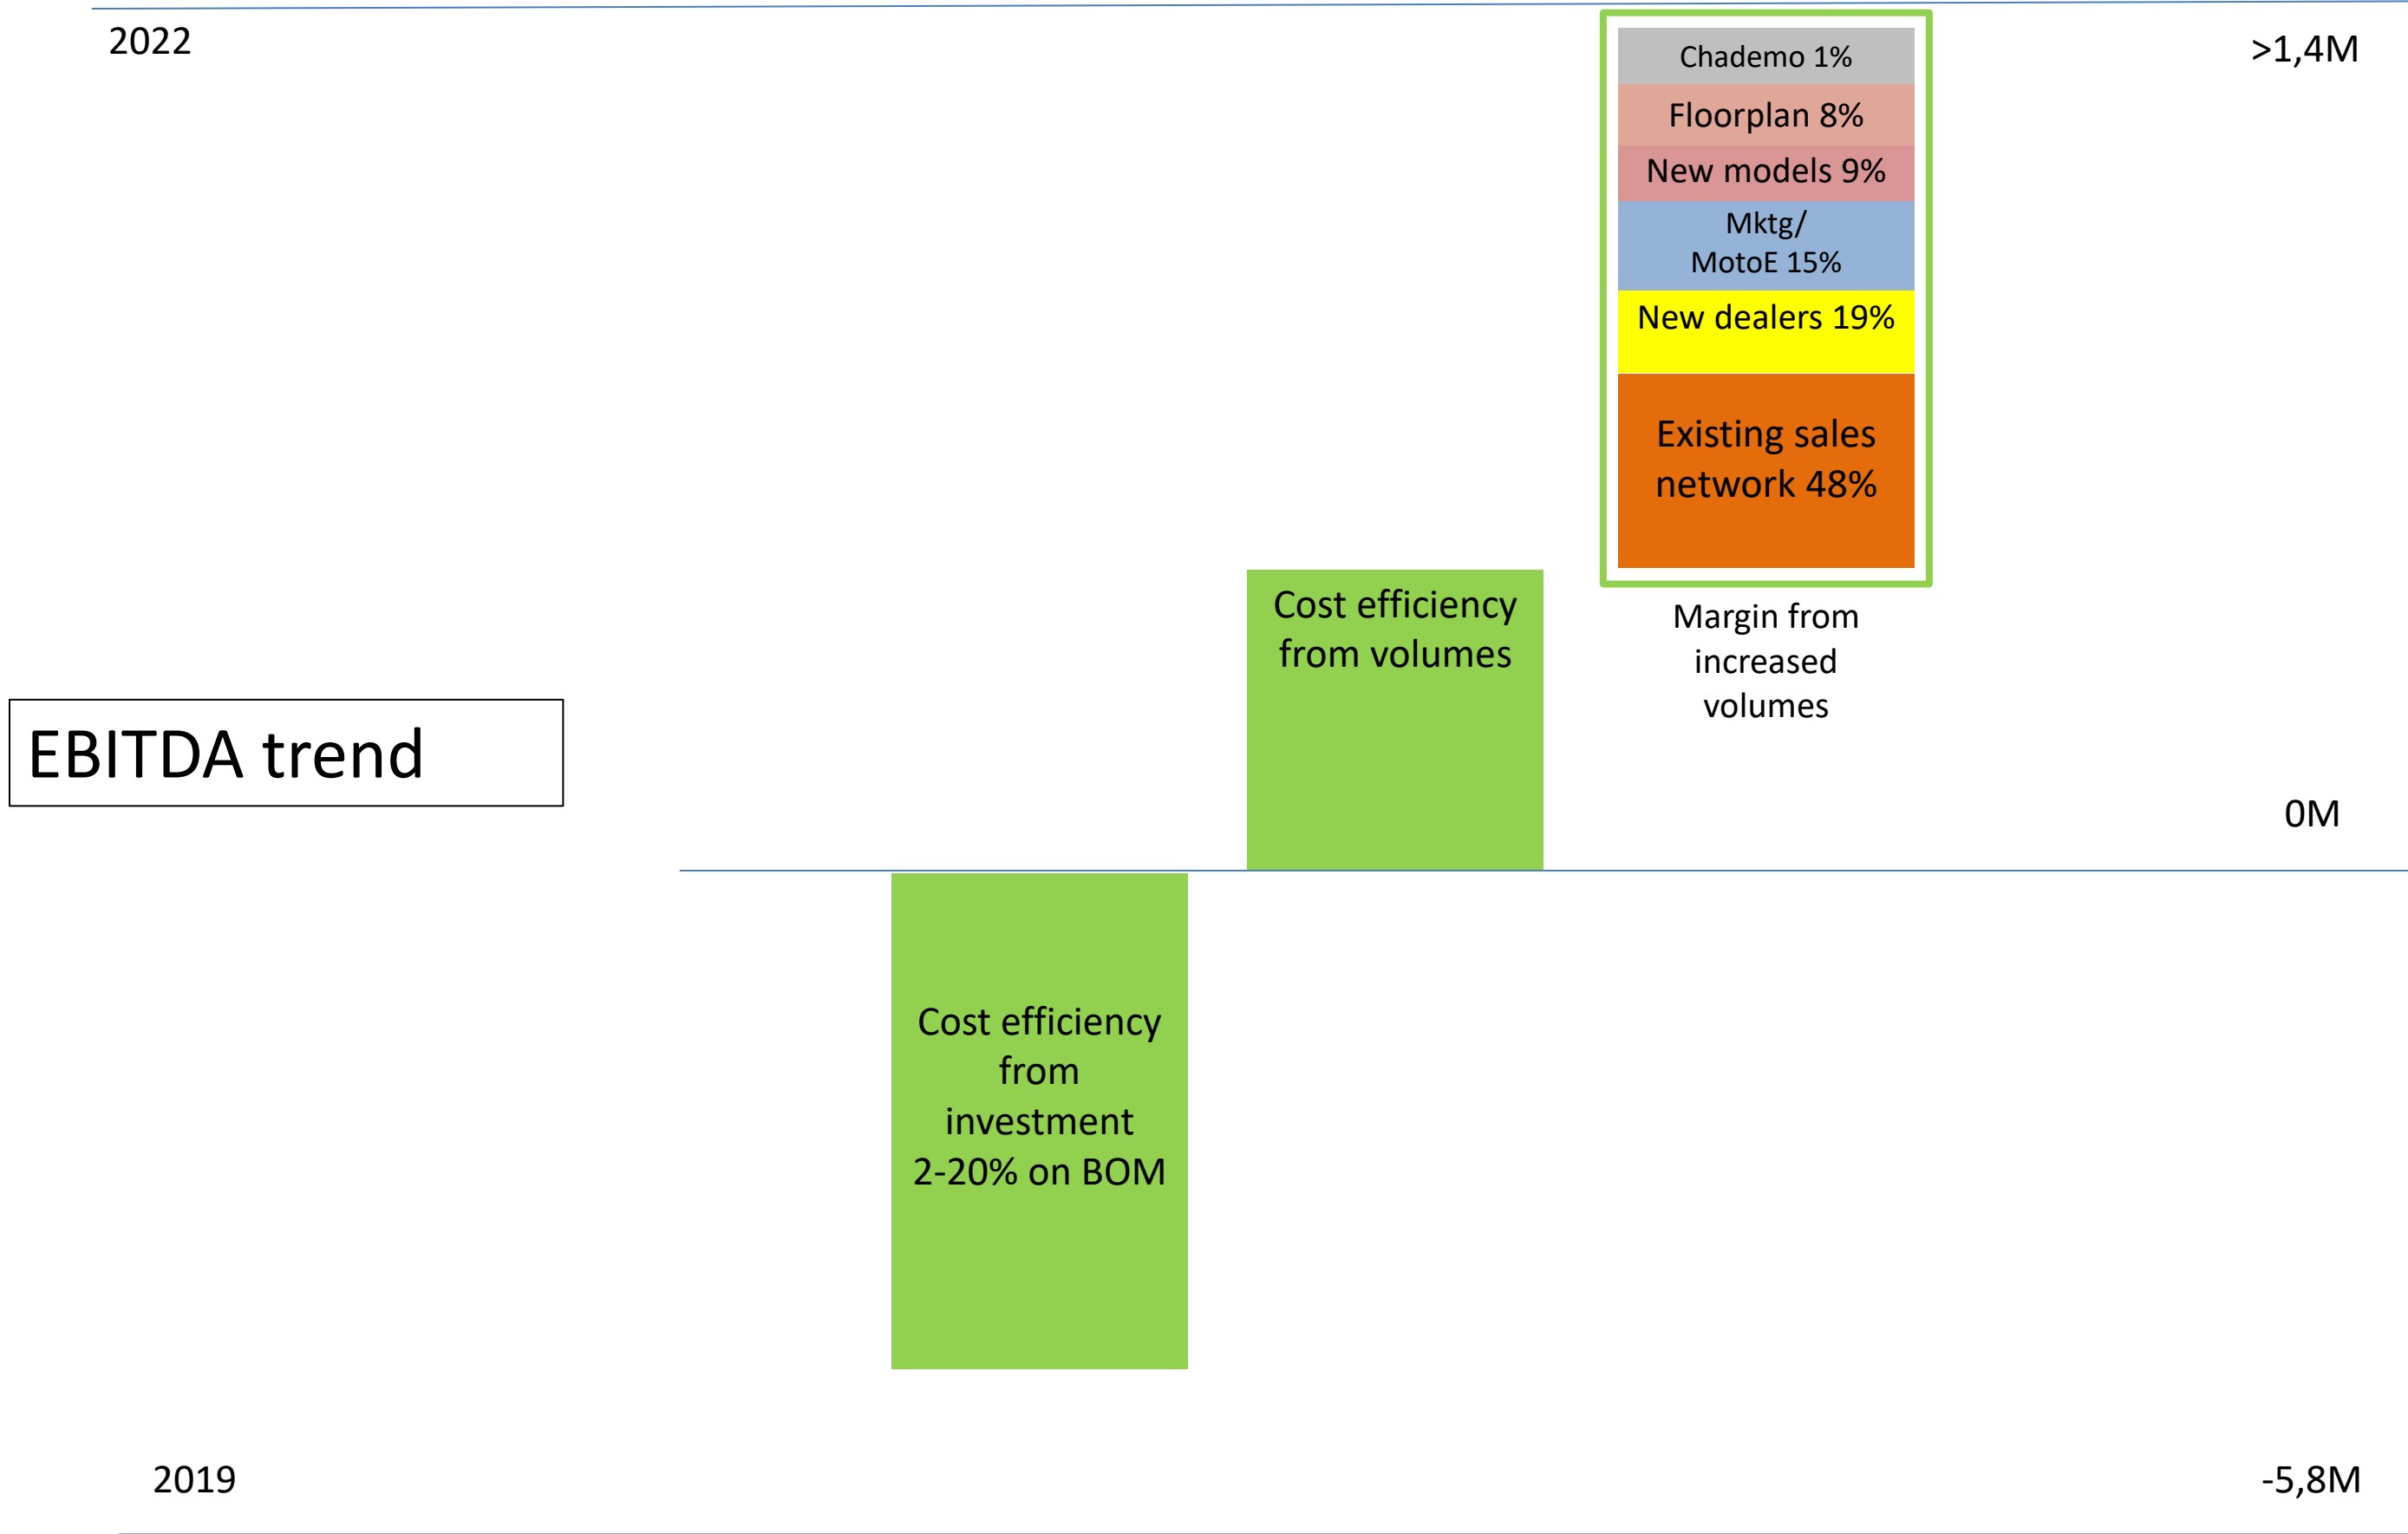 2022
>1,4M
Chademo 1%
Floorplan 8%
New models 9%
Mktg/
MotoE 15%
New dealers 19%
Existing sales
network 48%
Cost efficiency
from volumes
Margin from
increased
volumes
EBITDA trend
0M
Cost efficiency
from
investment
2-20% on BOM
2019
-5,8M